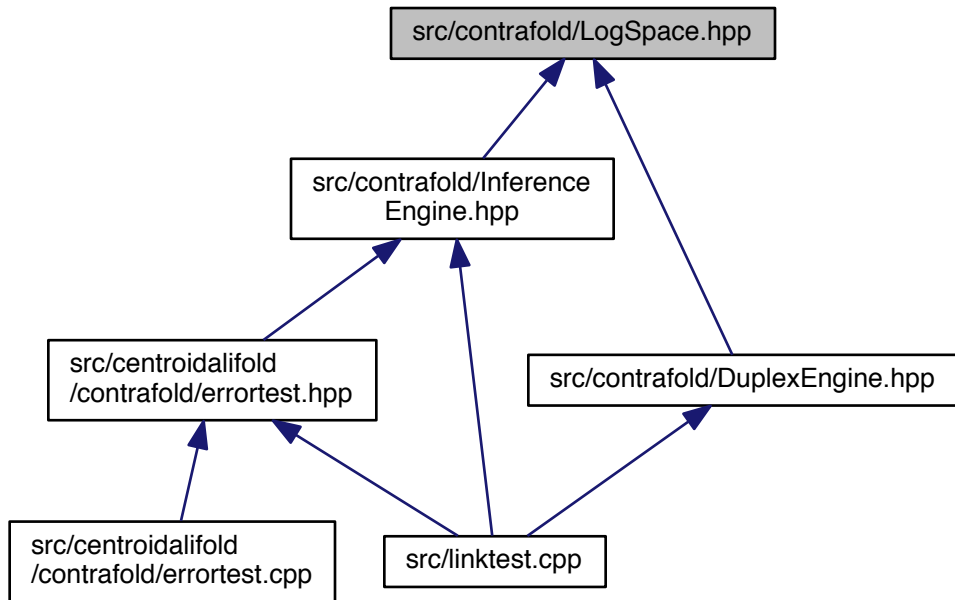 src/contrafold/LogSpace.hpp
src/contrafold/Inference
Engine.hpp
src/centroidalifold
/contrafold/errortest.hpp
src/contrafold/DuplexEngine.hpp
src/centroidalifold
/contrafold/errortest.cpp
src/linktest.cpp